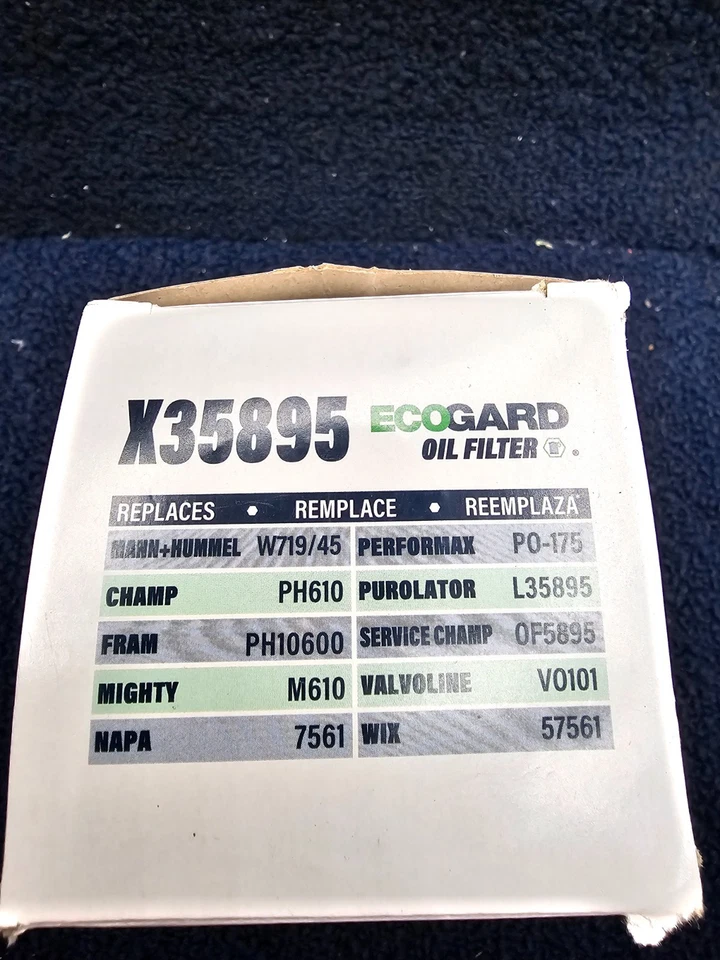 X35895 ECOGARD
OIL FILTER ®
REPLACES • REMPLACE • REEMPLAZA
MANN+HUMMEL W719/45 PERFORMAX PO-175
CHAMP PH610 PUROLATOR L35895
FRAM PH10600 SERVICE CHAMP OF5895
MIGHTY M610 VALVOLINE VO101
NAPA 7561 WIX 57561